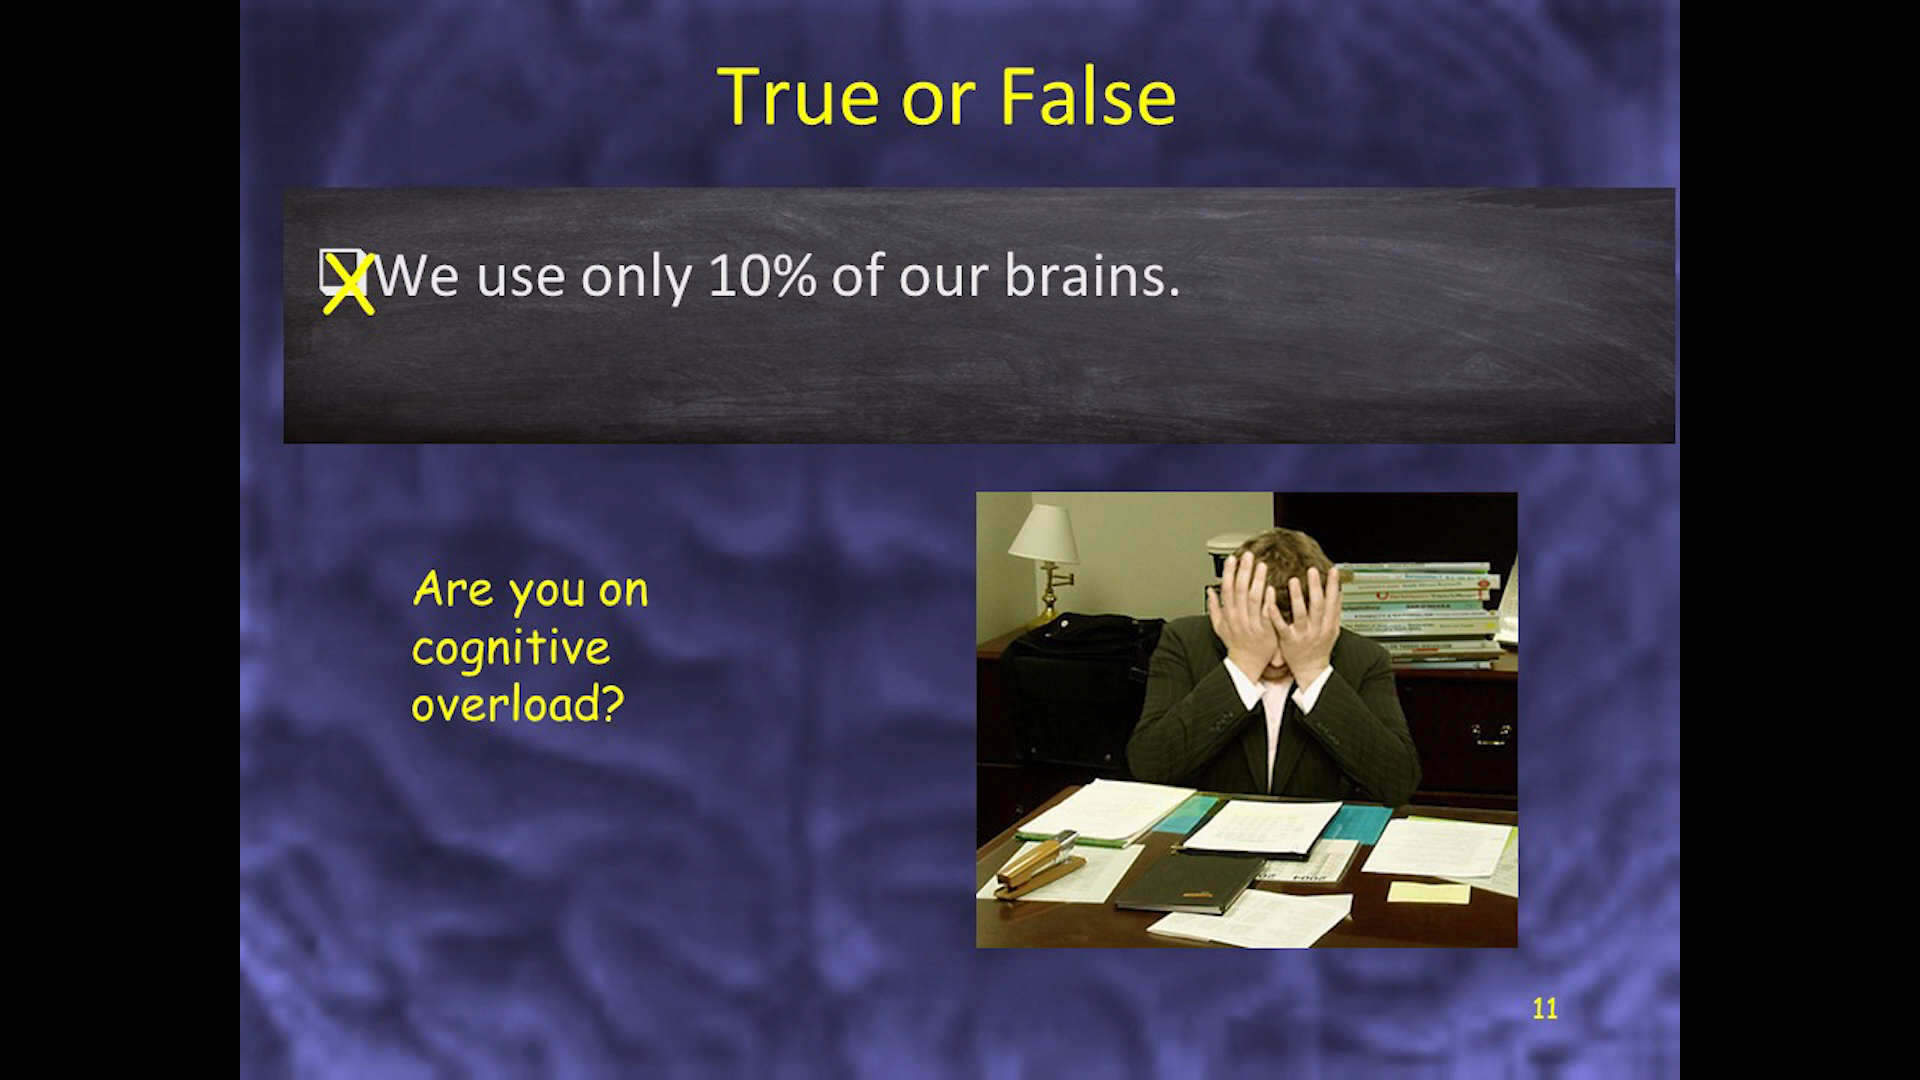 True or False
We use only 10% of our brains.
Are you on
cognitive
overload?
11